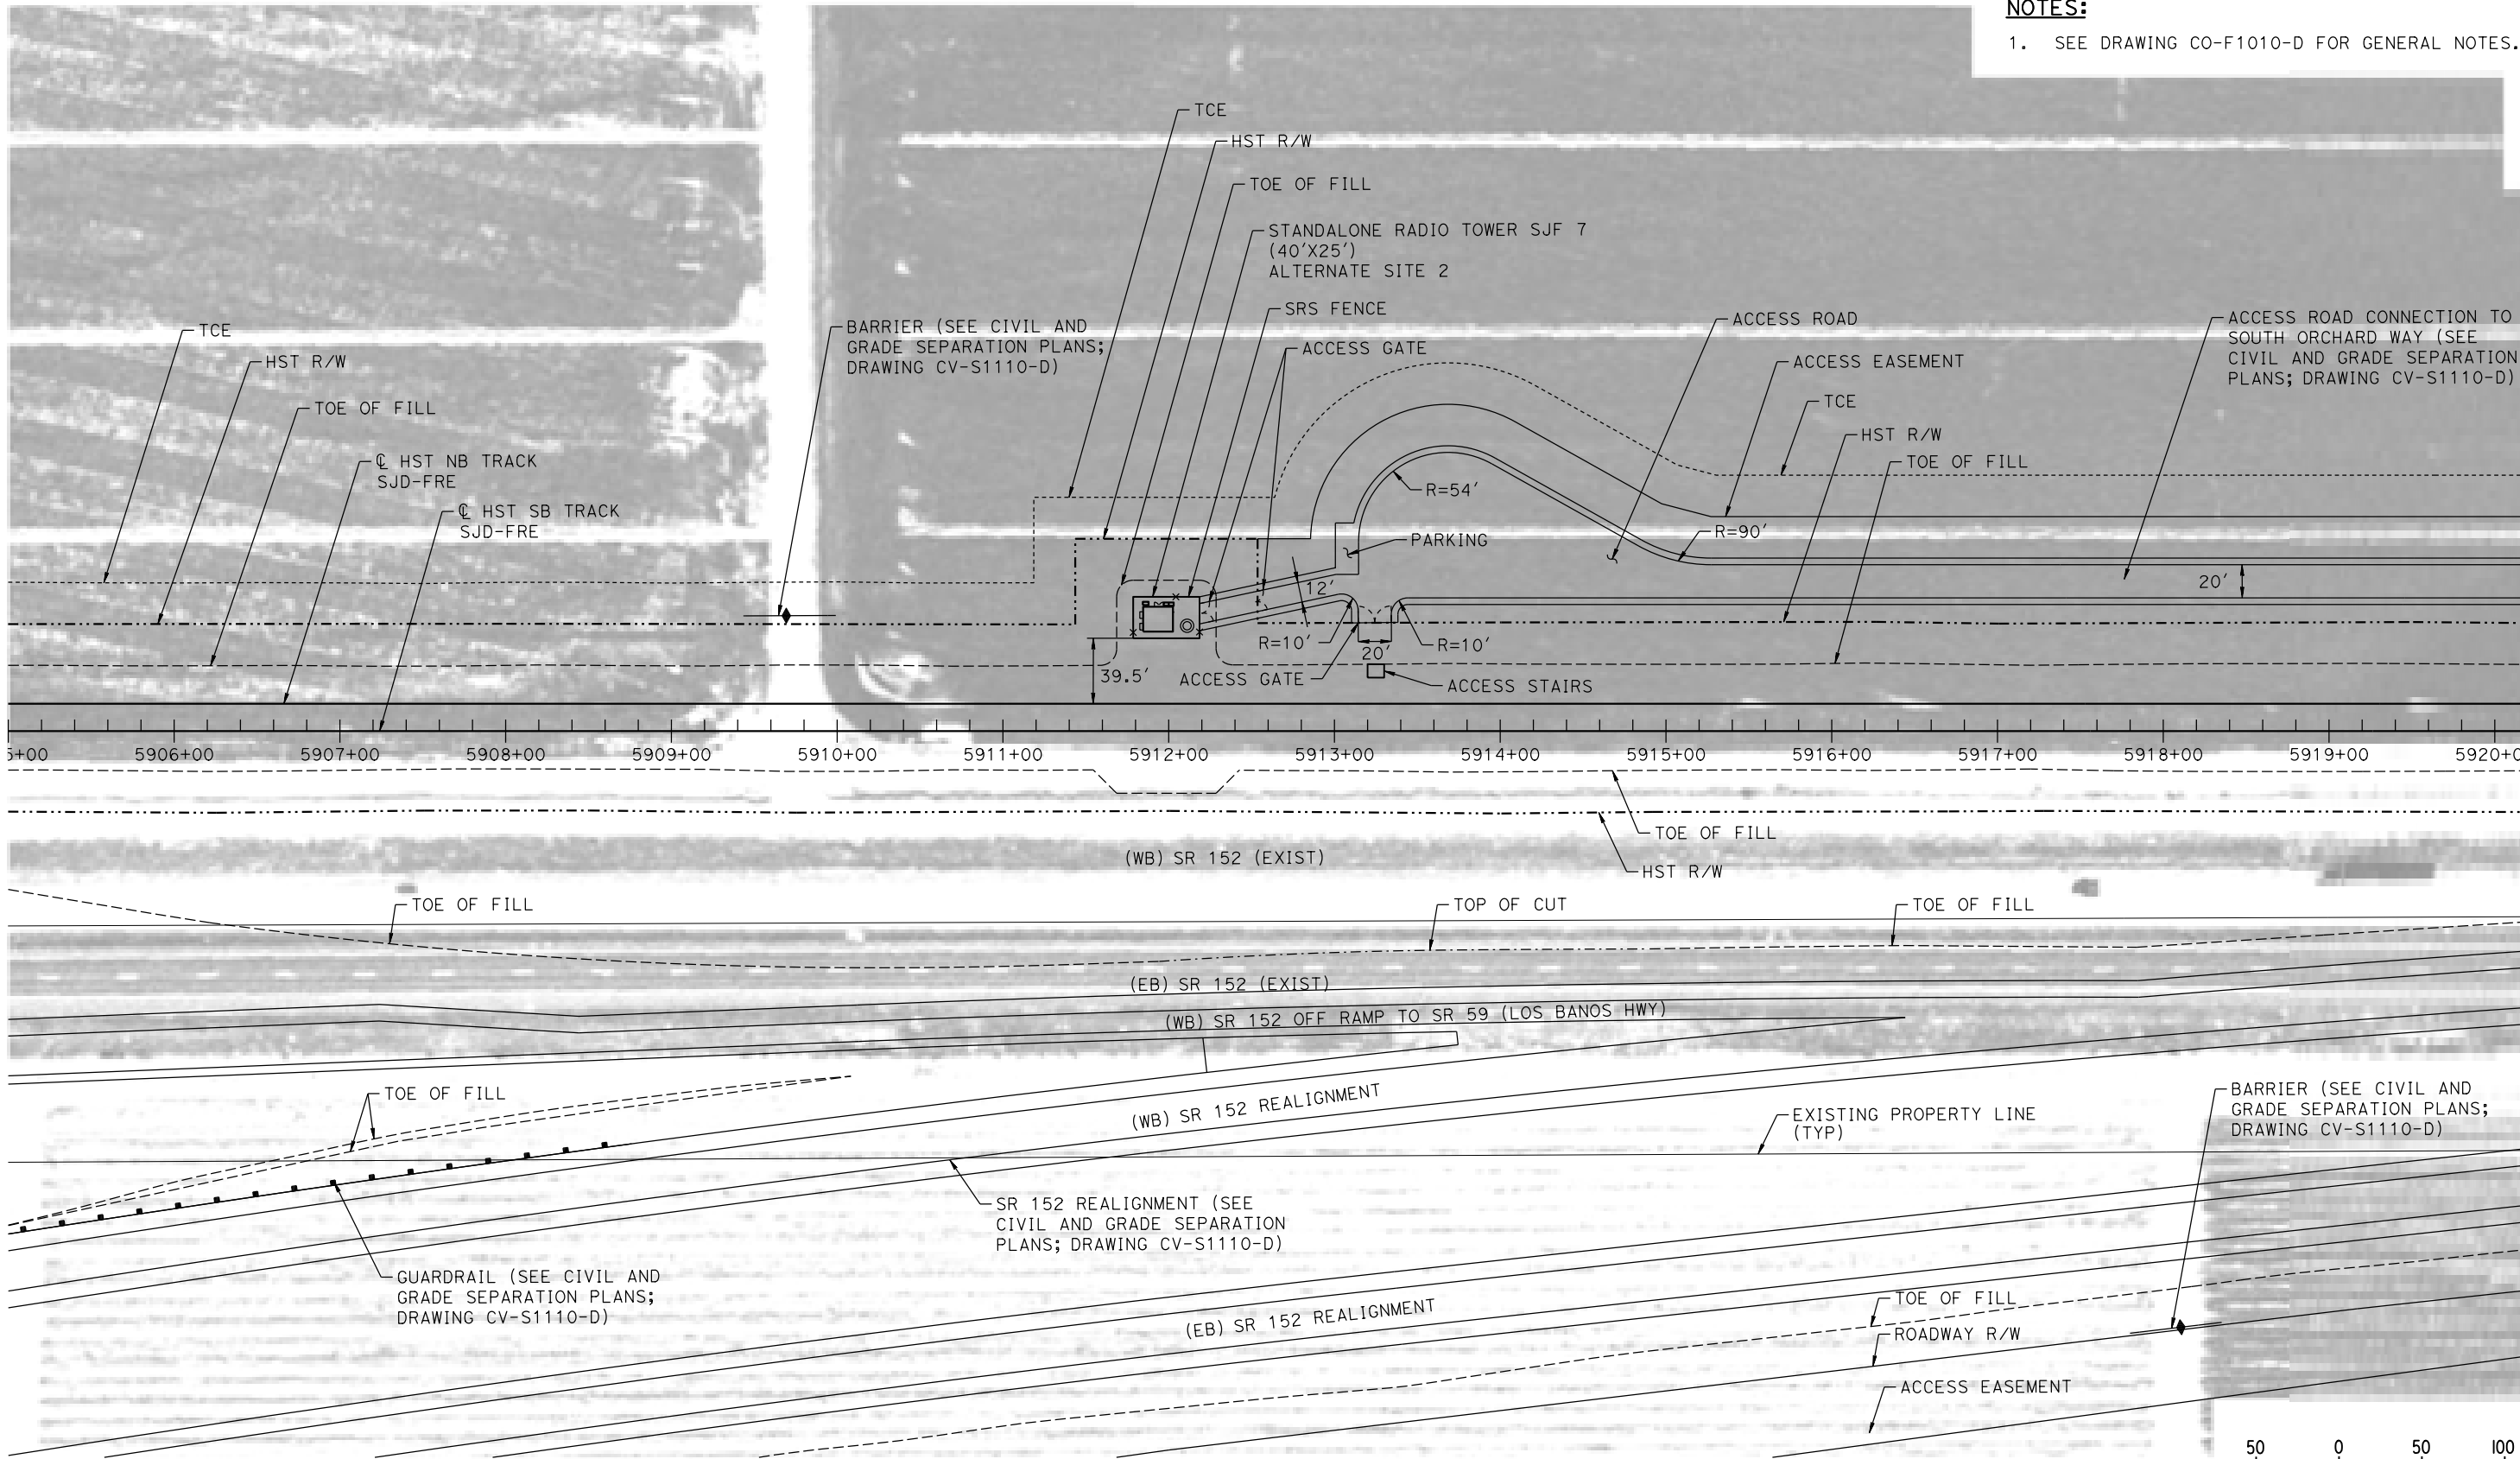 NOTES:
1. SEE DRAWING CO-F1010-D FOR GENERAL NOTES.
TCE
HST R/W
TOE OF FILL
STANDALONE RADIO TOWER SJF 7
(40'X25')
ALTERNATE SITE 2
SRS FENCE
ACCESS GATE
BARRIER (SEE CIVIL AND
GRADE SEPARATION PLANS;
DRAWING CV-S1110-D)
TCE
HST R/W
TOE OF FILL
℄ HST NB TRACK
SJD-FRE
℄ HST SB TRACK
SJD-FRE
ACCESS ROAD
ACCESS EASEMENT
TCE
HST R/W
TOE OF FILL
ACCESS ROAD CONNECTION TO
SOUTH ORCHARD WAY (SEE
CIVIL AND GRADE SEPARATION
PLANS; DRAWING CV-S1110-D)
R=54'
PARKING
R=90'
12'
20'
R=10'
20'
R=10'
39.5'
ACCESS GATE
ACCESS STAIRS
5+00 5906+00 5907+00 5908+00 5909+00 5910+00 5911+00 5912+00 5913+00 5914+00 5915+00 5916+00 5917+00 5918+00 5919+00 5920+0
TOE OF FILL
(WB) SR 152 (EXIST)
HST R/W
TOE OF FILL
TOP OF CUT
TOE OF FILL
(EB) SR 152 (EXIST)
(WB) SR 152 OFF RAMP TO SR 59 (LOS BANOS HWY)
TOE OF FILL
(WB) SR 152 REALIGNMENT
EXISTING PROPERTY LINE
(TYP)
BARRIER (SEE CIVIL AND
GRADE SEPARATION PLANS;
DRAWING CV-S1110-D)
SR 152 REALIGNMENT (SEE
CIVIL AND GRADE SEPARATION
PLANS; DRAWING CV-S1110-D)
GUARDRAIL (SEE CIVIL AND
GRADE SEPARATION PLANS;
DRAWING CV-S1110-D)
(EB) SR 152 REALIGNMENT
TOE OF FILL
ROADWAY R/W
ACCESS EASEMENT
50 0 50 100